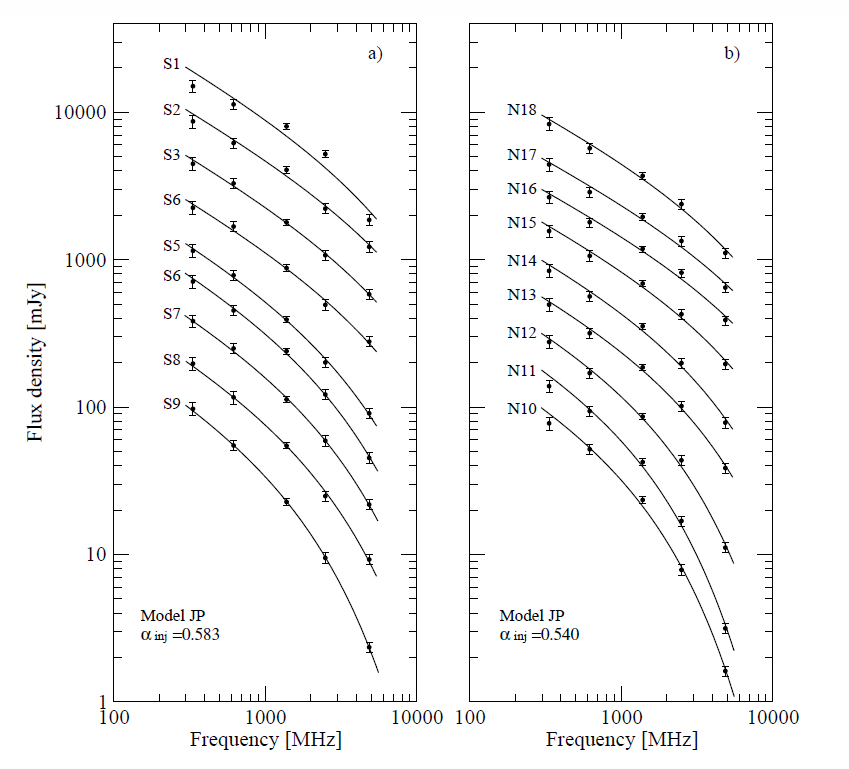 a)
b)
S1
S2
S3
S6
S5
S6
S7
S8
S9
N18
N17
N16
N15
N14
N13
N12
N11
N10
10000
1000
100
10
1
Flux density [mJy]
Model JP
α inj =0.583
Model JP
α inj =0.540
100 1000 10000 100 1000 10000
Frequency [MHz] Frequency [MHz]